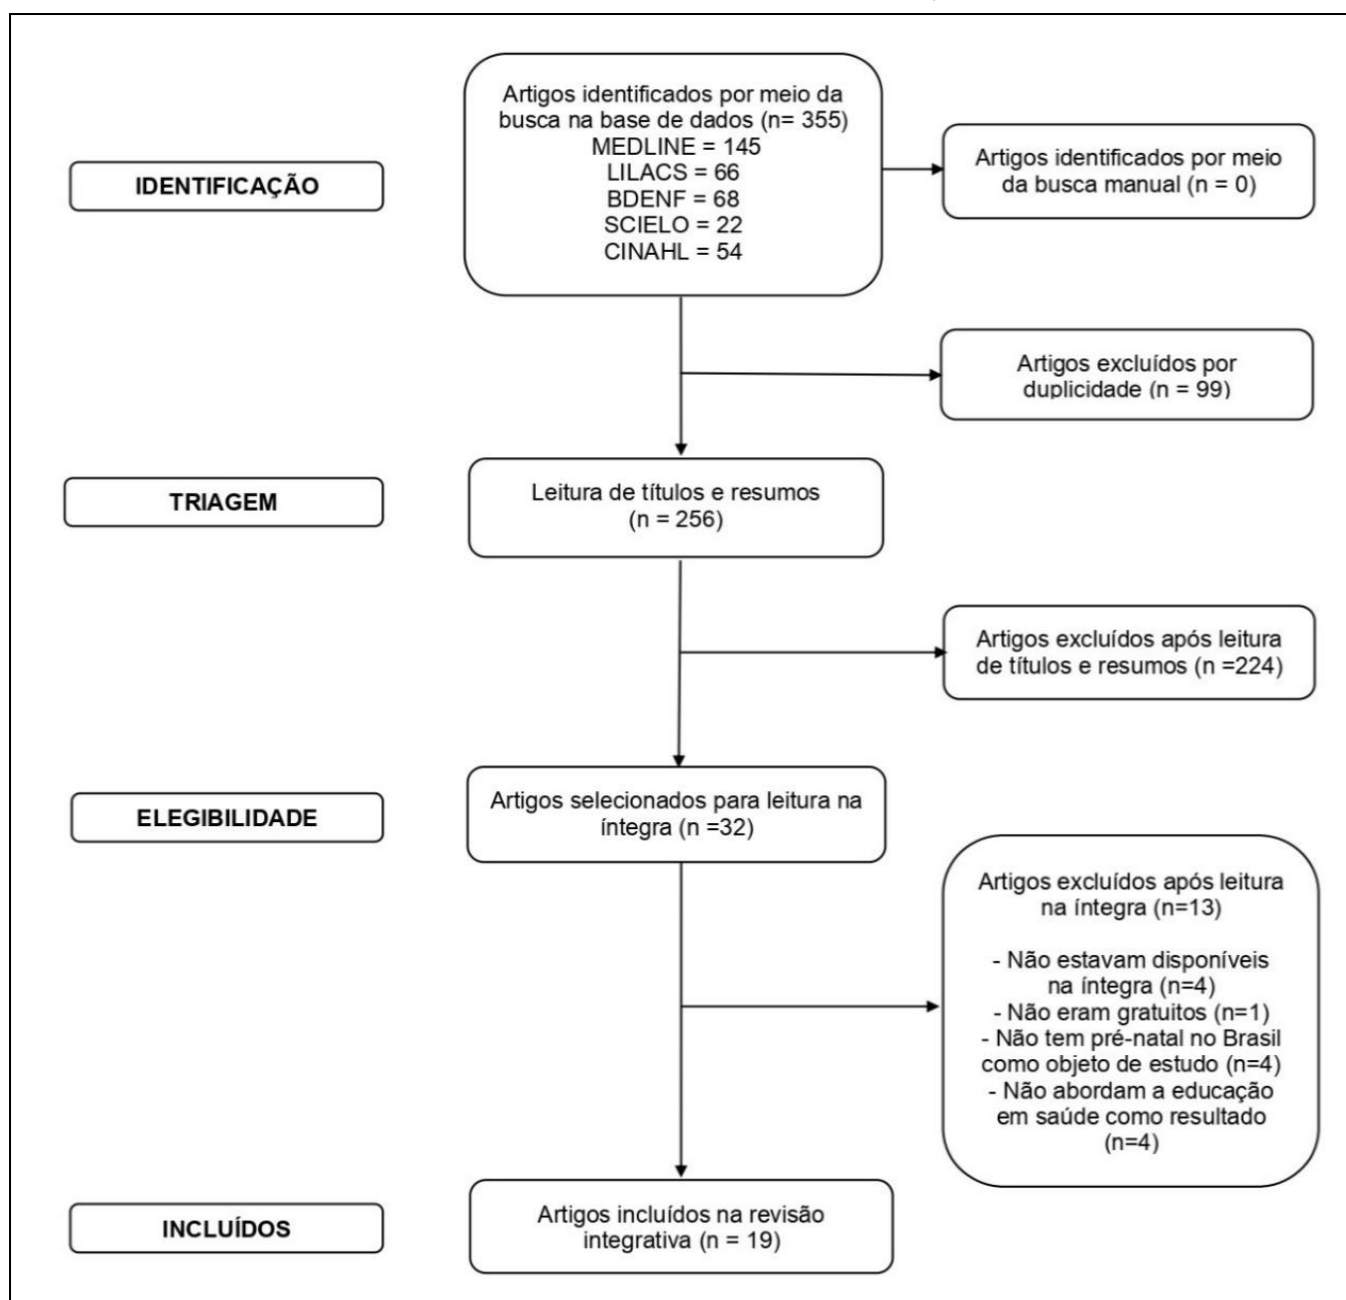 IDENTIFICAÇÃO
Artigos identificados por meio da
busca na base de dados (n= 355)
MEDLINE = 145
LILACS = 66
BDENF = 68
SCIELO = 22
CINAHL = 54
Artigos identificados por meio
da busca manual (n = 0)
Artigos excluídos por
duplicidade (n = 99)
TRIAGEM
Leitura de títulos e resumos
(n = 256)
Artigos excluídos após leitura
de títulos e resumos (n =224)
ELEGIBILIDADE
Artigos selecionados para leitura na
íntegra (n =32)
Artigos excluídos após leitura
na íntegra (n=13)
- Não estavam disponíveis
na íntegra (n=4)
- Não eram gratuitos (n=1)
- Não tem pré-natal no Brasil
como objeto de estudo (n=4)
- Não abordam a educação
em saúde como resultado
(n=4)
INCLUÍDOS
Artigos incluídos na revisão
integrativa (n = 19)